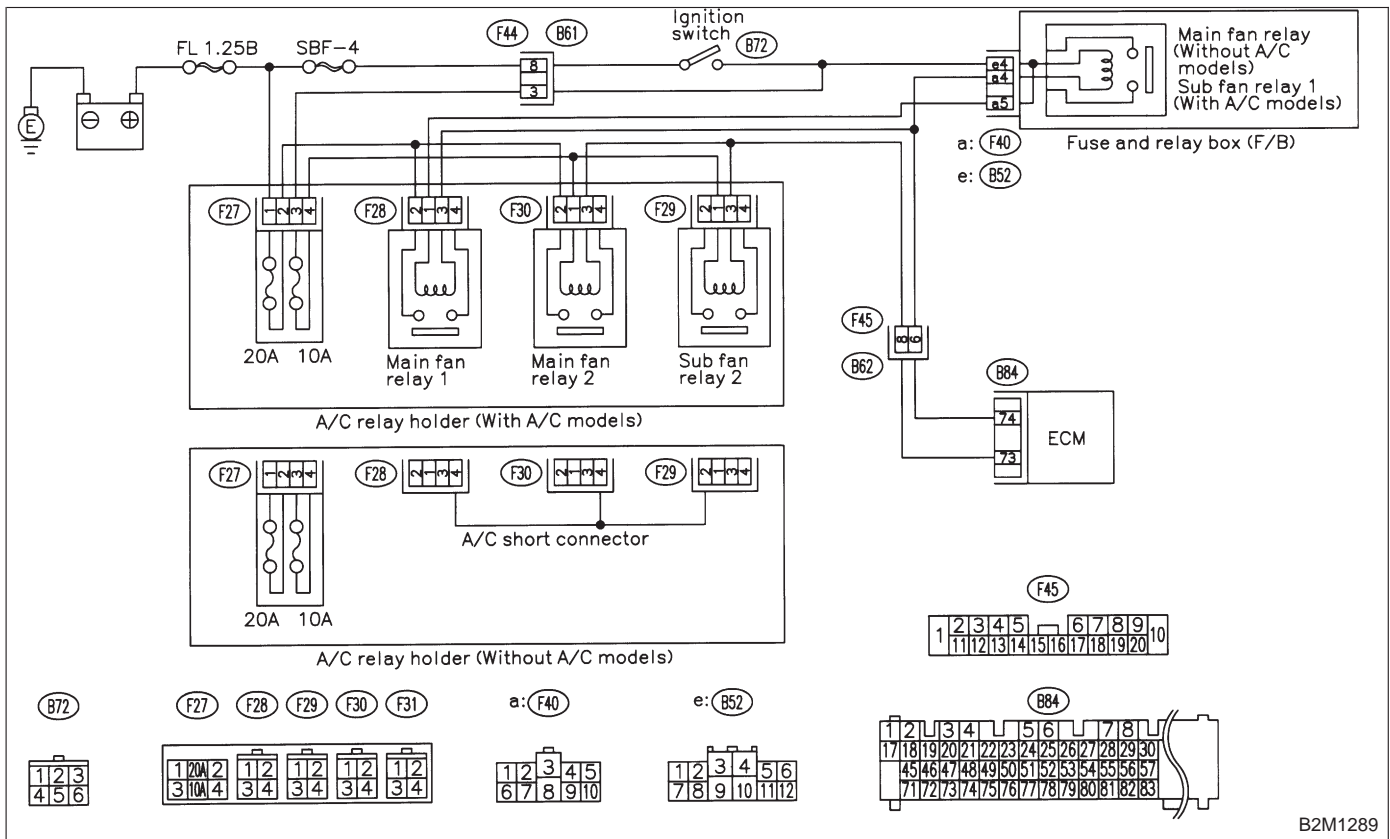 FL 1.25B
SBF-4
F44
B61
8
3
Ignition
switch
B72
e4
a4
a5
Main fan relay
(Without A/C
models)
Sub fan relay 1
(With A/C models)
a: F40
e: B52
Fuse and relay box (F/B)
E
⊖ ⊕
F27
1 2 3 4
F28
2 1 3 4
F30
2 1 3 4
F29
2 1 3 4
20A 10A
Main fan
relay 1
Main fan
relay 2
Sub fan
relay 2
A/C relay holder (With A/C models)
F45
8 6
B62
B84
74
73
ECM
F27
1 2 3 4
F28
2 1 3 4
F30
2 1 3 4
F29
2 1 3 4
A/C short connector
20A 10A
A/C relay holder (Without A/C models)
F45
1 2 3 4 5 6 7 8 9 10
11 12 13 14 15 16 17 18 19 20
B72
1 2 3
4 5 6
F27 F28 F29 F30 F31
1 20A 2 1 2 1 2 1 2 1 2
3 10A 4 3 4 3 4 3 4 3 4
a: F40
1 2 3 4 5
6 7 8 9 10
e: B52
1 2 3 4 5 6
7 8 9 10 11 12
B84
1 2 3 4 5 6 7 8
17 18 19 20 21 22 23 24 25 26 27 28 29 30
45 46 47 48 49 50 51 52 53 54 55 56 57
71 72 73 74 75 76 77 78 79 80 81 82 83
B2M1289